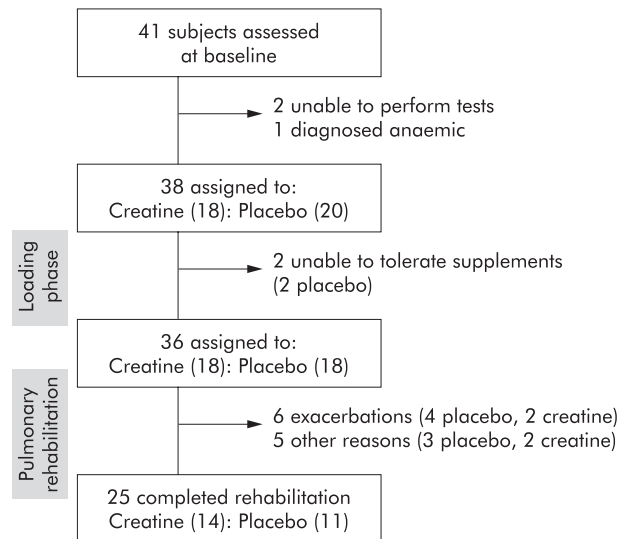 41 subjects assessed
at baseline
2 unable to perform tests
1 diagnosed anaemic
38 assigned to:
Creatine (18): Placebo (20)
Loading
phase
2 unable to tolerate supplements
(2 placebo)
36 assigned to:
Creatine (18): Placebo (18)
Pulmonary
rehabilitation
6 exacerbations (4 placebo, 2 creatine)
5 other reasons (3 placebo, 2 creatine)
25 completed rehabilitation
Creatine (14): Placebo (11)